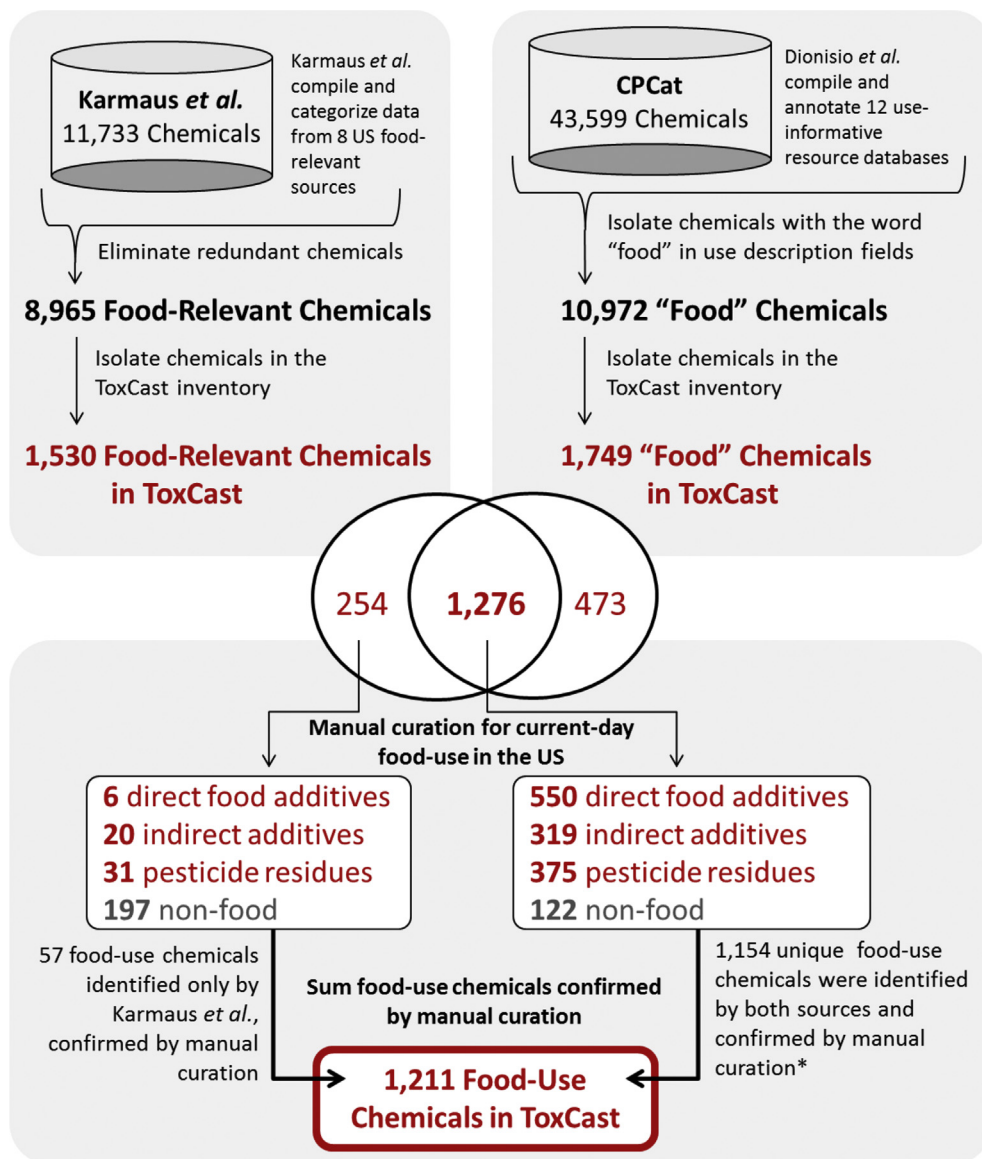 Karmaus et al.
11,733 Chemicals
Karmaus et al.
compile and
categorize data
from 8 US food-
relevant
sources
Eliminate redundant chemicals
8,965 Food-Relevant Chemicals
Isolate chemicals in the
ToxCast inventory
1,530 Food-Relevant Chemicals
in ToxCast
CPCat
43,599 Chemicals
Dionisio et al.
compile and
annotate 12 use-
informative
resource databases
Isolate chemicals with the word
“food” in use description fields
10,972 “Food” Chemicals
Isolate chemicals in the
ToxCast inventory
1,749 “Food” Chemicals
in ToxCast
254
1,276
473
Manual curation for current-day
food-use in the US
6 direct food additives
20 indirect additives
31 pesticide residues
197 non-food
550 direct food additives
319 indirect additives
375 pesticide residues
122 non-food
57 food-use chemicals
identified only by
Karmaus et al.,
confirmed by manual
curation
Sum food-use chemicals confirmed
by manual curation
1,154 unique food-use
chemicals were identified
by both sources and
confirmed by manual
curation*
1,211 Food-Use
Chemicals in ToxCast